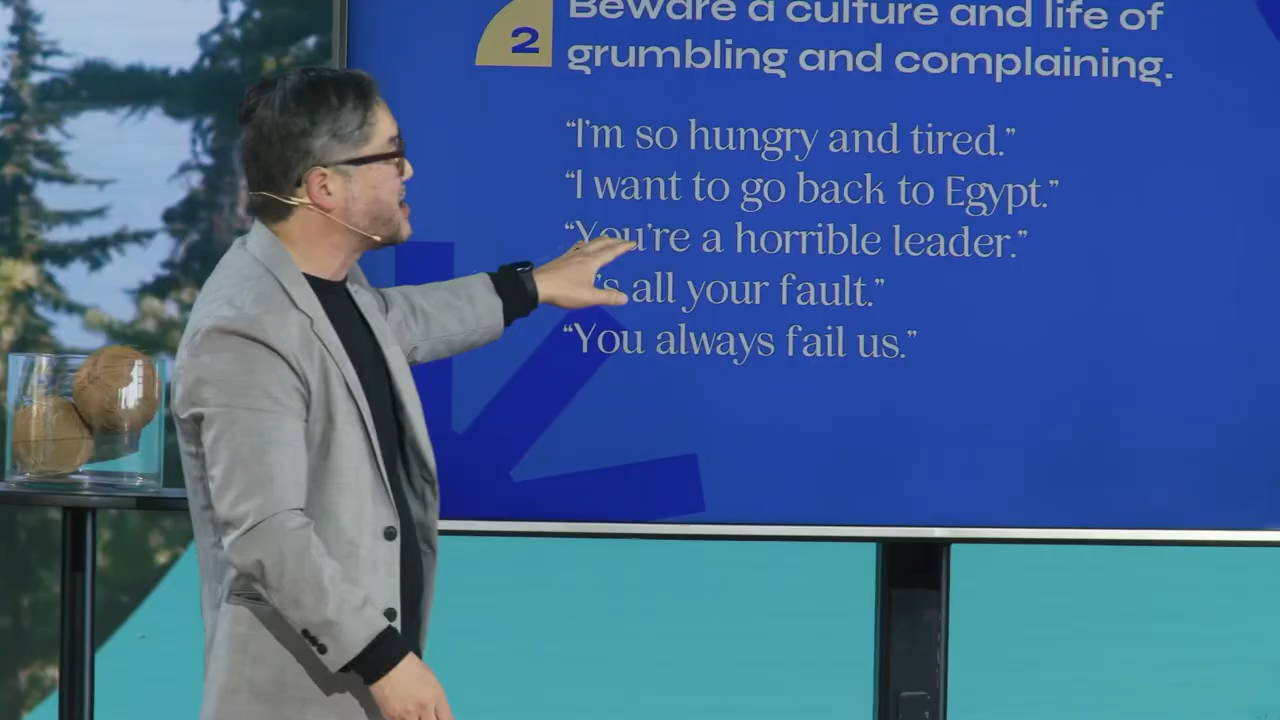 2
Beware a culture and life of
grumbling and complaining.
“I’m so hungry and tired.”
“I want to go back to Egypt.”
“You’re a horrible leader.”
’s all your fault.”
“You always fail us.”